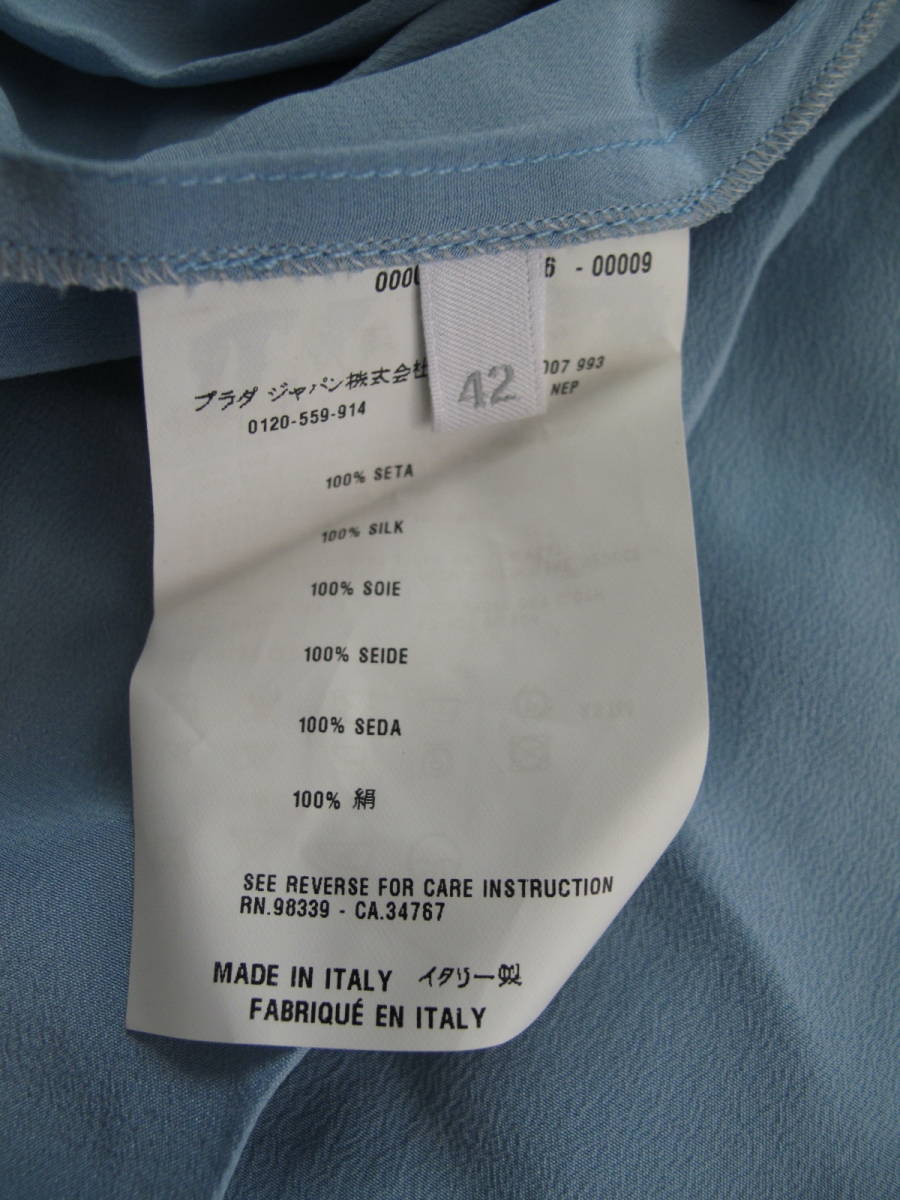 6 - 00009
プラダ ジャパン株式会社
007 993
42
NEP
0120-559-914
100% SETA
100% SILK
100% SOIE
100% SEIDE
100% SEDA
100% 絹
SEE REVERSE FOR CARE INSTRUCTION
RN.98339 - CA.34767
MADE IN ITALY イタリー製
FABRIQUÉ EN ITALY